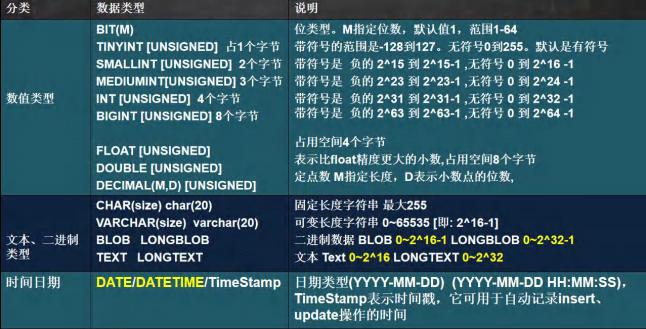 分类 数据类型 说明
BIT(M) 位类型。M指定位数，默认值1，范围1-64
TINYINT [UNSIGNED] 占1个字节 带符号的范围是-128到127。无符号0到255。默认是有符号
SMALLINT [UNSIGNED] 2个字节 带符号是 负的 2^15 到 2^15-1 ,无符号 0 到 2^16 -1
MEDIUMINT[UNSIGNED] 3个字节 带符号是 负的 2^23 到 2^23-1 ,无符号 0 到 2^24 -1
数值类型 INT [UNSIGNED] 4个字节 带符号是 负的 2^31 到 2^31-1 ,无符号 0 到 2^32 -1
BIGINT [UNSIGNED] 8个字节 带符号是 负的 2^63 到 2^63-1 ,无符号 0 到 2^64 -1
FLOAT [UNSIGNED] 占用空间4个字节
DOUBLE [UNSIGNED] 表示比float精度更大的小数,占用空间8个字节
DECIMAL(M,D) [UNSIGNED] 定点数 M指定长度，D表示小数点的位数,
CHAR(size) char(20) 固定长度字符串 最大255
VARCHAR(size) varchar(20) 可变长度字符串 0~65535 [即: 2^16-1]
文本、二进制类型 BLOB LONGBLOB 二进制数据 BLOB 0~2^16-1 LONGBLOB 0~2^32-1
TEXT LONGTEXT 文本 Text 0~2^16 LONGTEXT 0~2^32
时间日期 DATE/DATETIME/TimeStamp 日期类型(YYYY-MM-DD) (YYYY-MM-DD HH:MM:SS),
TimeStamp表示时间戳，它可用于自动记录insert、
update操作的时间